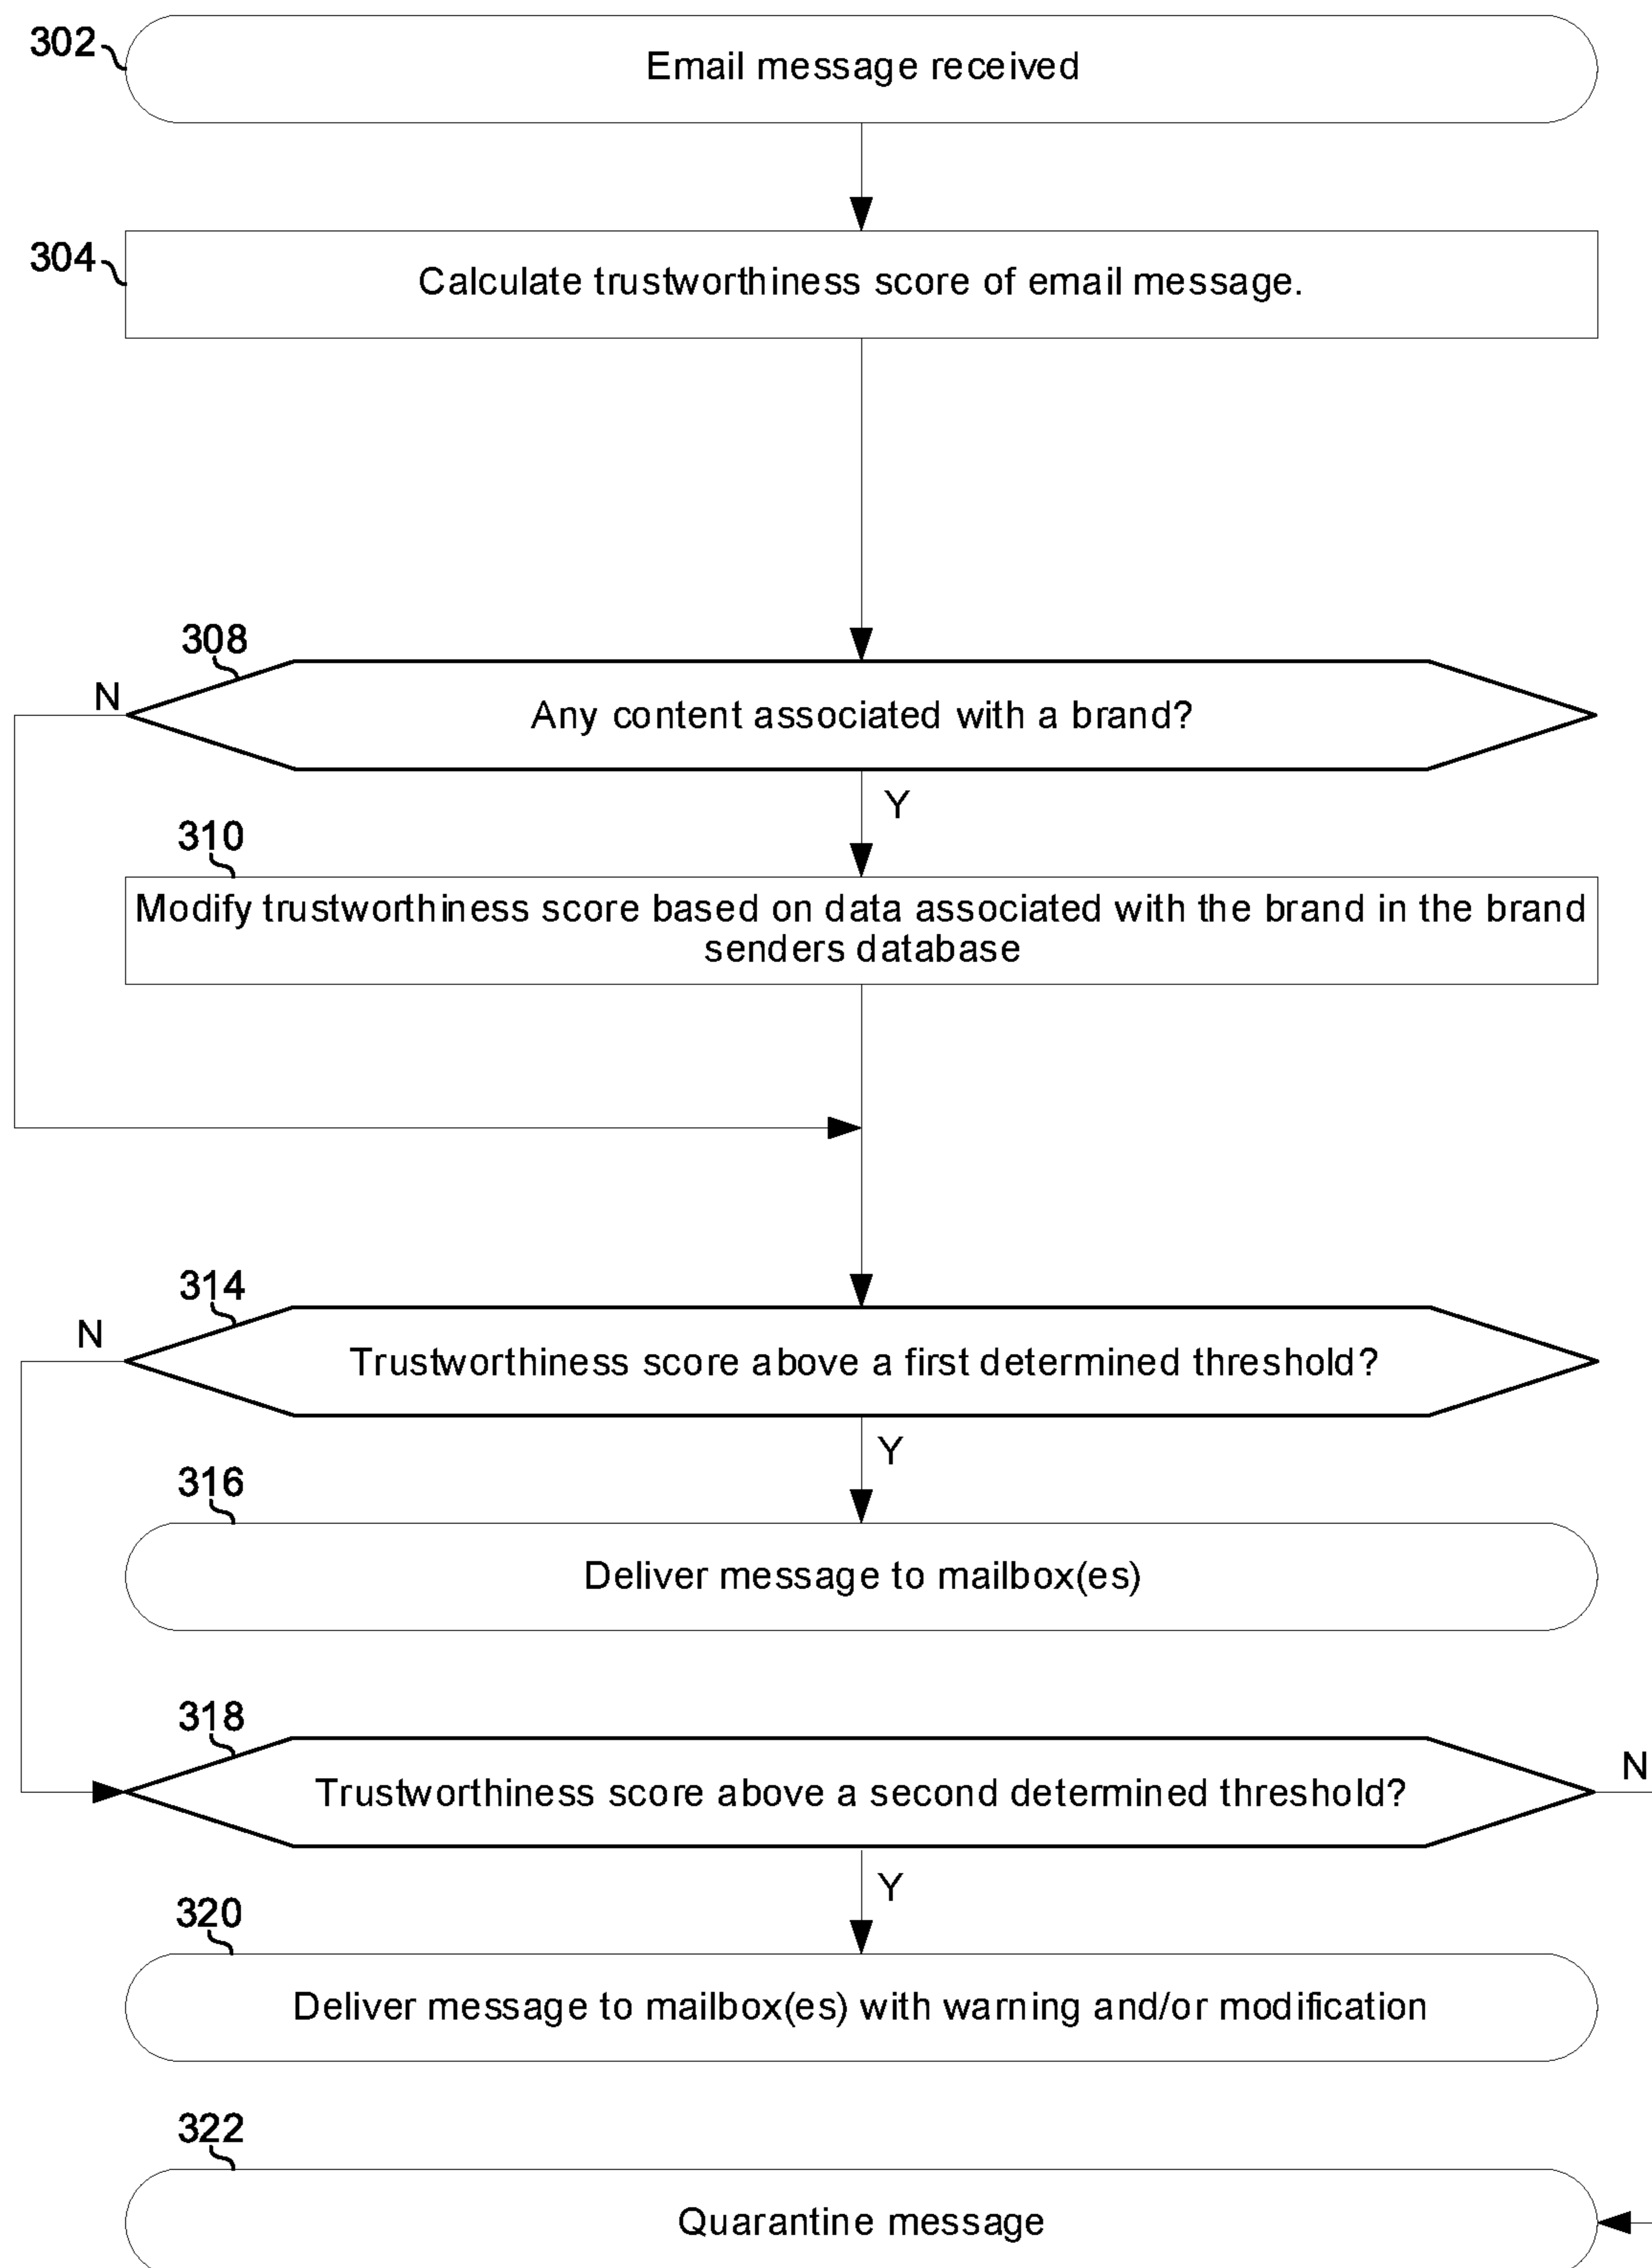 302
Email message received
304
Calculate trustworthiness score of email message.
308
N
Any content associated with a brand?
Y
310
Modify trustworthiness score based on data associated with the brand in the brand
senders database
314
N
Trustworthiness score above a first determined threshold?
Y
316
Deliver message to mailbox(es)
318
N
Trustworthiness score above a second determined threshold?
Y
320
Deliver message to mailbox(es) with warning and/or modification
322
Quarantine message